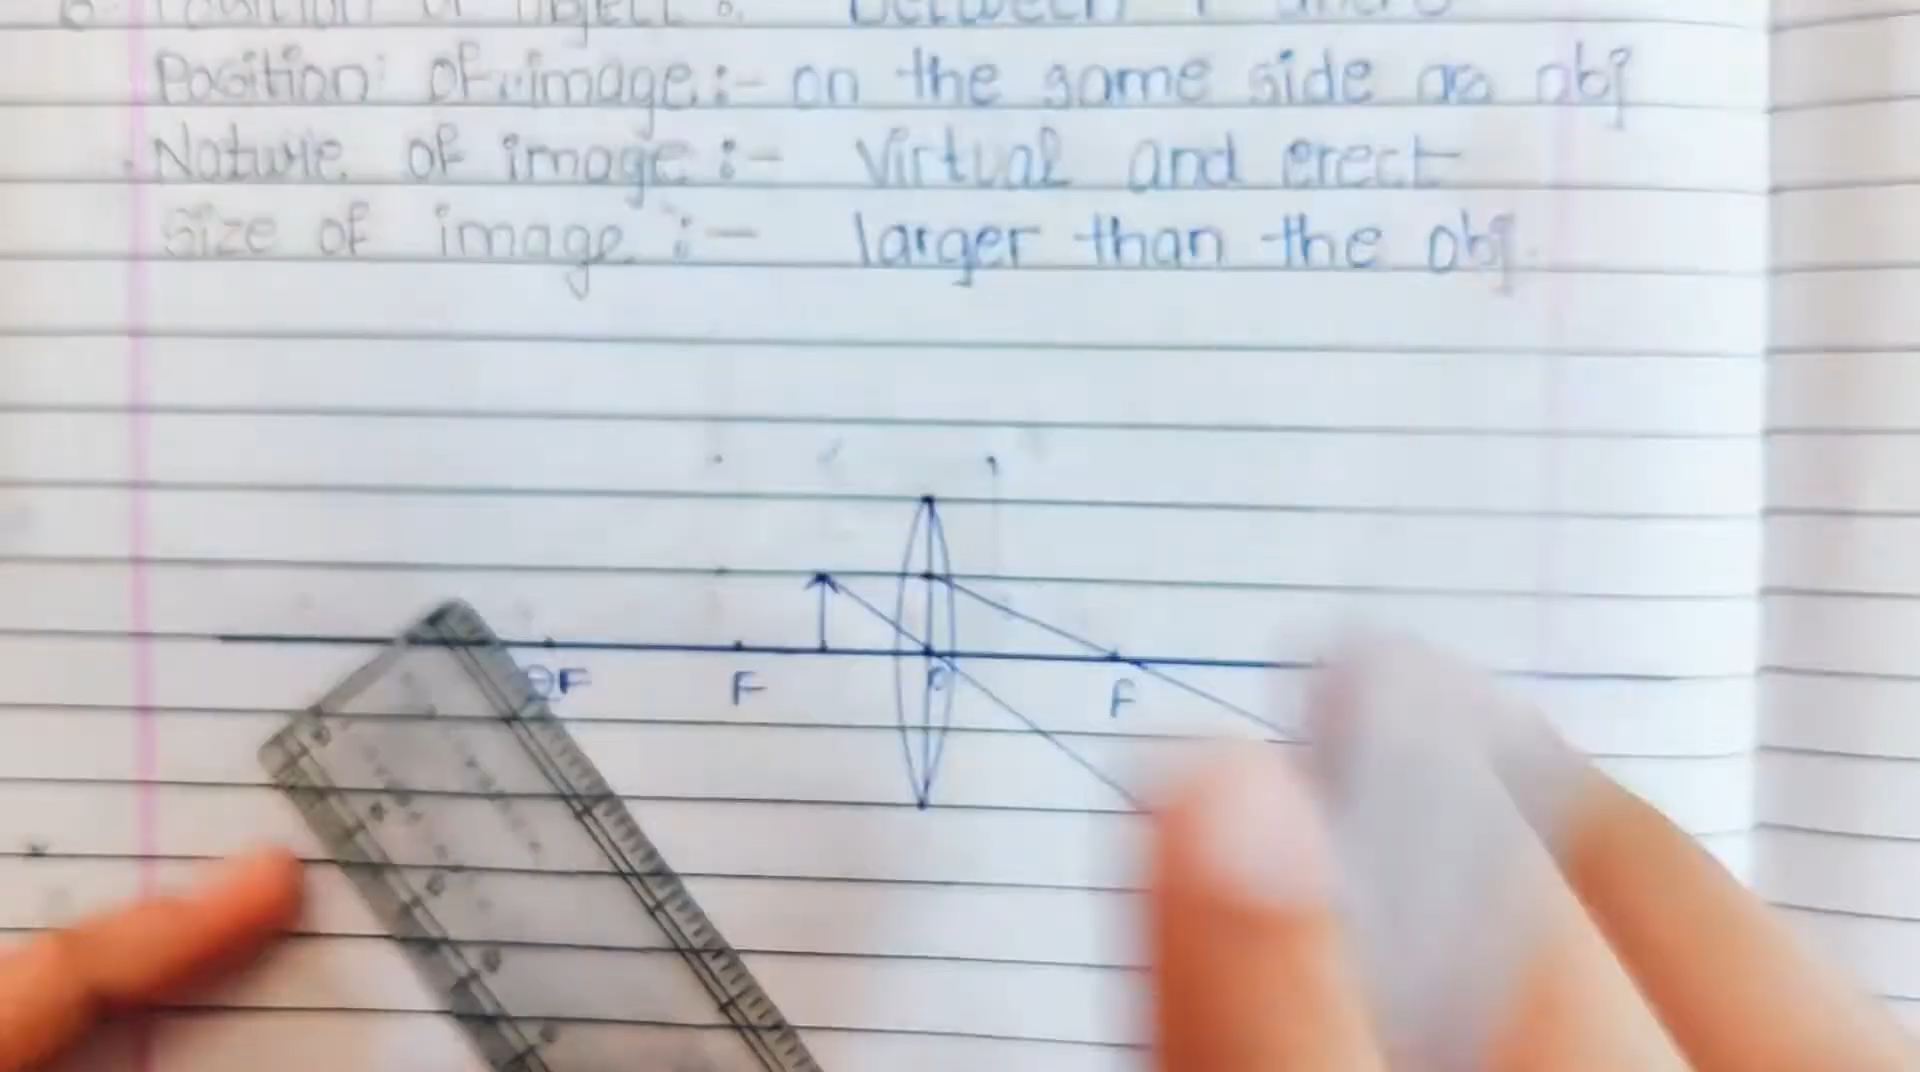 Position of image:- on the same side as obj
Nature of image:- Virtual and erect
Size of image:- larger than the obj.
2F F O F